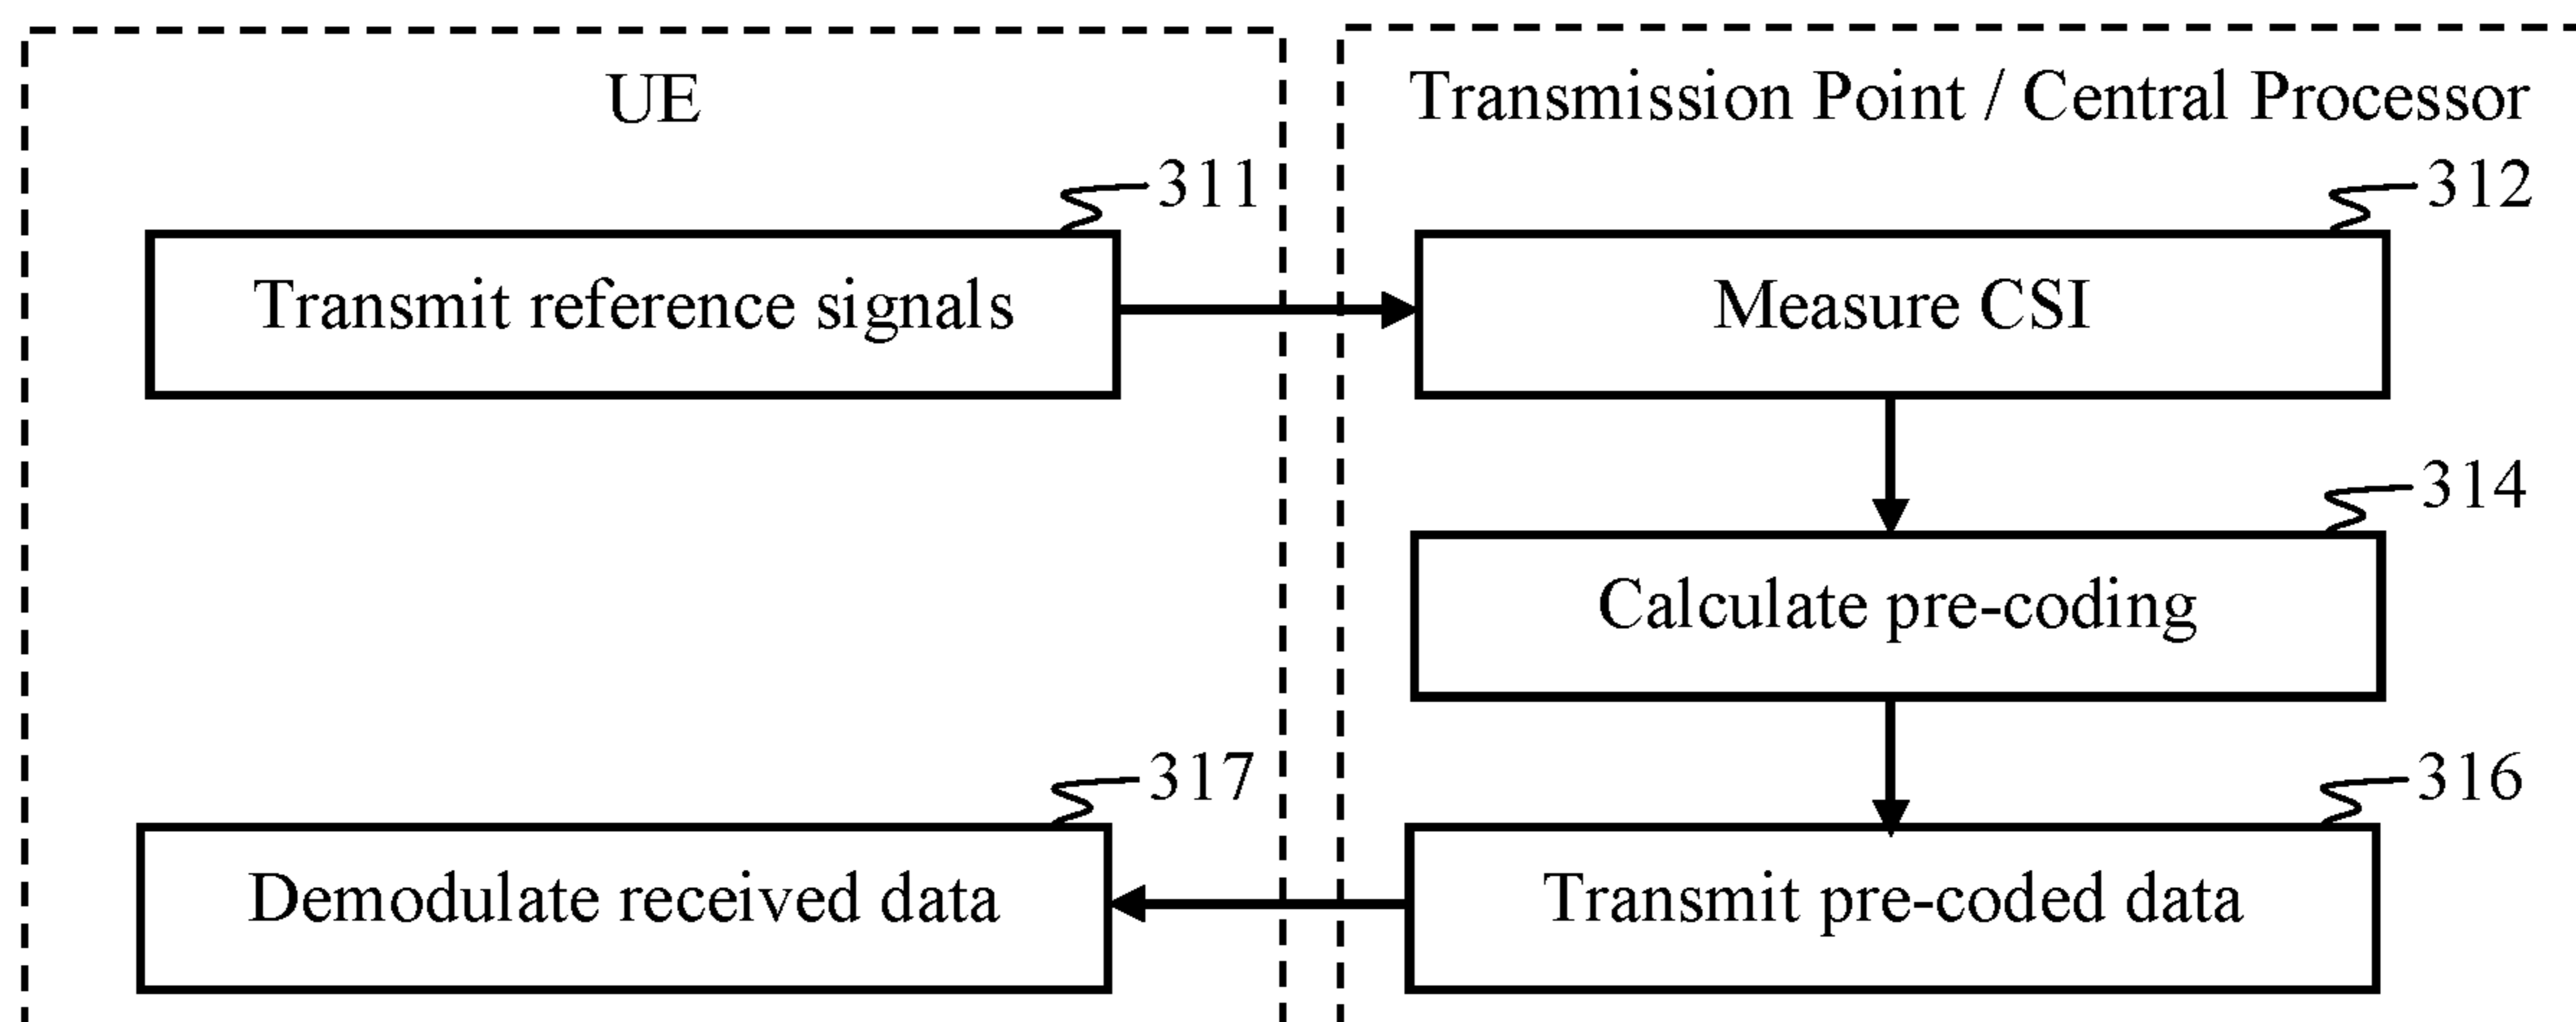 UE
Transmission Point / Central Processor
311
312
Transmit reference signals
Measure CSI
314
Calculate pre-coding
317
316
Demodulate received data
Transmit pre-coded data